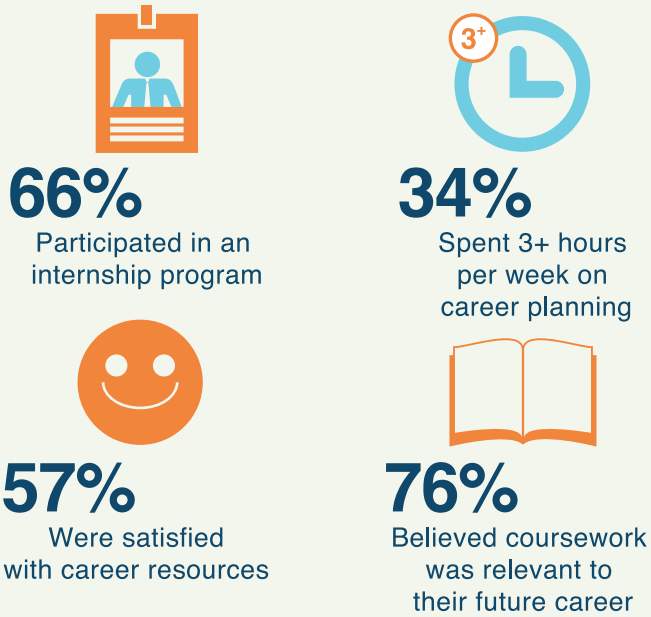 66%
Participated in an
internship program
3+
34%
Spent 3+ hours
per week on
career planning
57%
Were satisfied
with career resources
76%
Believed coursework
was relevant to
their future career